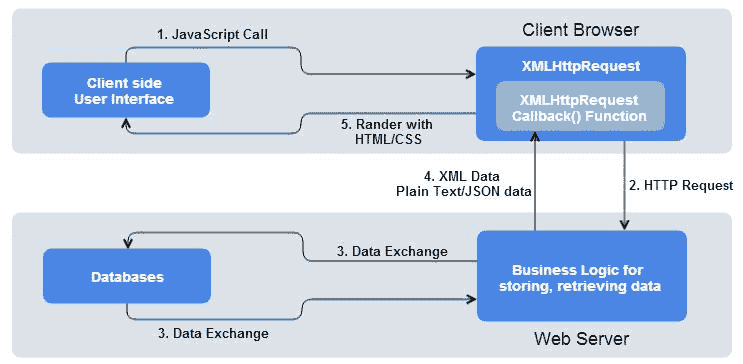 Client Browser
1. JavaScript Call
Client side
User Interface
XMLHttpRequest
XMLHttpRequest
Callback() Function
5. Rander with
HTML/CSS
4. XML Data
Plain Text/JSON data
2. HTTP Request
3. Data Exchange
Databases
Business Logic for
storing, retrieving data
3. Data Exchange
Web Server